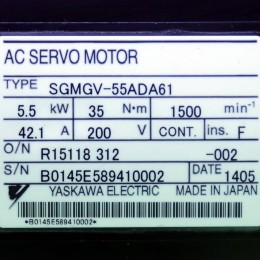 AC SERVO MOTOR
TYPE SGMGV-55ADA61
5.5 kW 35 N·m 1500 min⁻¹
42.1 A 200 V CONT. ins. F
O/N R15118 312 -002
S/N B0145E589410002 DATE 1405
YASKAWA ELECTRIC MADE IN JAPAN
*B0145E589410002*